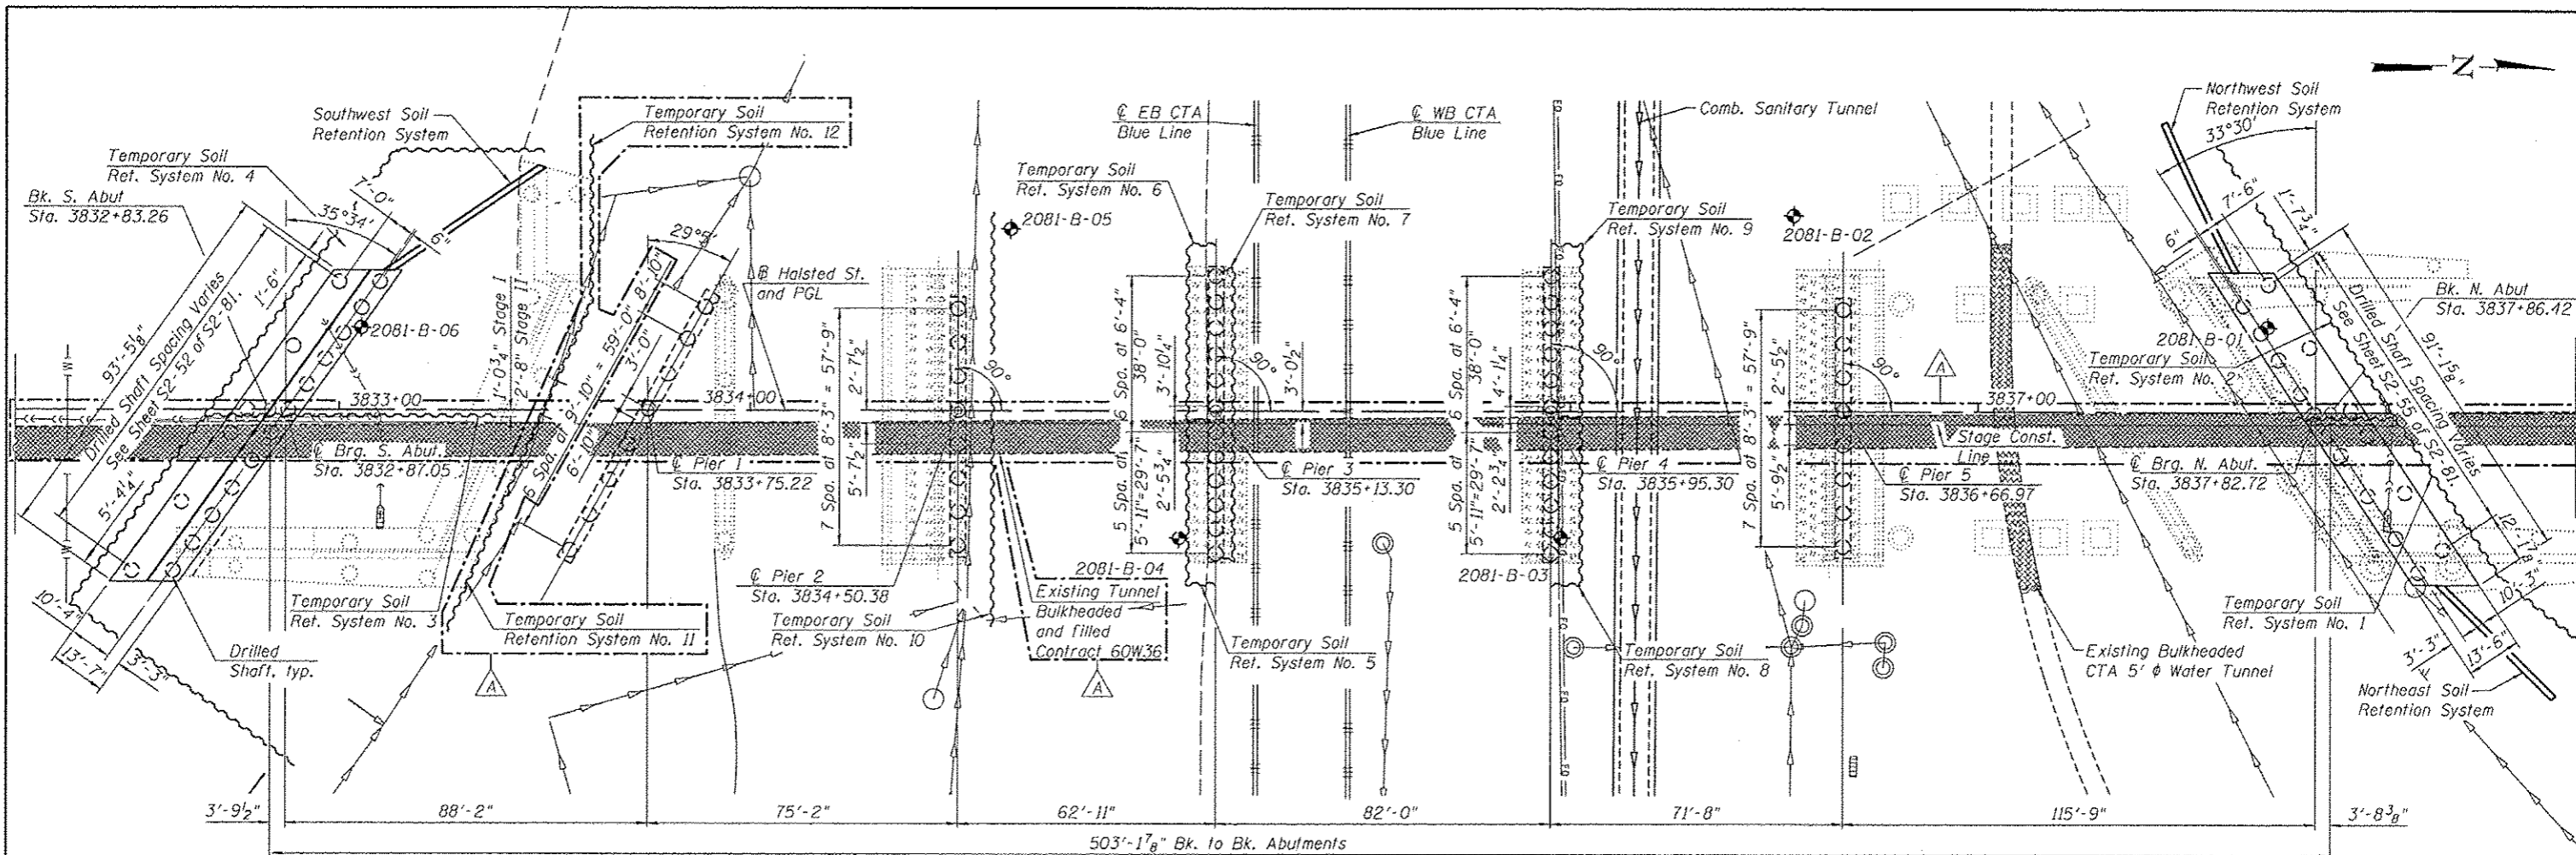 N
Southwest Soil
Retention System
Temporary Soil
Ret. System No. 4
Bk. S. Abut
Sta. 3832+83.26
7'-0"
35°34'
6"
1'-6"
93'-5⅛"
Drilled Shaft Spacing Varies
See Sheet S2-52 of S2-81.
5'-4¼"
10'-4"
13'-7"
3'-3"
W
W
2081-B-06
3833+00
℄ Brg. S. Abut.
Sta. 3832+87.05
Temporary Soil
Ret. System No. 3
Drilled
Shaft, typ.
Temporary Soil
Retention System No. 12
1'-0¾" Stage I
2'-8" Stage II
29°5'
8'-10"
6 Spa. at 9'-10" = 59'-0"
3'-0"
6'-10"
℄ Pier 1
Sta. 3833+75.22
Temporary Soil
Retention System No. 11
A
Halsted St.
and PGL
3834+00
7 Spa. at 8'-3" = 57'-9"
2'-7½"
5'-7½"
90°
℄ Pier 2
Sta. 3834+50.38
Temporary Soil
Ret. System No. 10
2081-B-05
2081-B-04
Existing Tunnel
Bulkheaded
and filled
Contract 60W36
A
Temporary Soil
Ret. System No. 6
℄ EB CTA
Blue Line
℄ WB CTA
Blue Line
Temporary Soil
Ret. System No. 7
6 Spa. at 6'-4"
38'-0"
3'-10¼"
5 Spa. at
5'-11"=29'-7"
2'-5¾"
90°
3'-0½"
℄ Pier 3
Sta. 3835+13.30
Temporary Soil
Ret. System No. 5
Comb. Sanitary Tunnel
Temporary Soil
Ret. System No. 9
6 Spa. at 6'-4"
38'-0"
4'-1¼"
5 Spa. at
5'-11"=29'-7"
2'-2¾"
90°
2081-B-03
℄ Pier 4
Sta. 3835+95.30
Temporary Soil
Ret. System No. 8
2081-B-02
7 Spa. at 8'-3" = 57'-9"
2'-5½"
5'-9½"
90°
℄ Pier 5
Sta. 3836+66.97
A
3837+00
Stage Const.
Line
Existing Bulkheaded
CTA 5' ϕ Water Tunnel
Northwest Soil
Retention System
33°30'
7'-6"
6"
1'-7¾"
2081-B-01
Temporary Soil
Ret. System No. 2
Bk. N. Abut
Sta. 3837+86.42
91'-1⅝"
Drilled Shaft Spacing Varies
See Sheet S2-55 of S2-81.
℄ Brg. N. Abut.
Sta. 3837+82.72
12'-1⅞"
10'-3"
13'-6"
3'-3"
Temporary Soil
Ret. System No. 1
Northeast Soil
Retention System
3'-9½"
88'-2"
75'-2"
62'-11"
82'-0"
71'-8"
115'-9"
3'-8⅜"
503'-1⅞" Bk. to Bk. Abutments